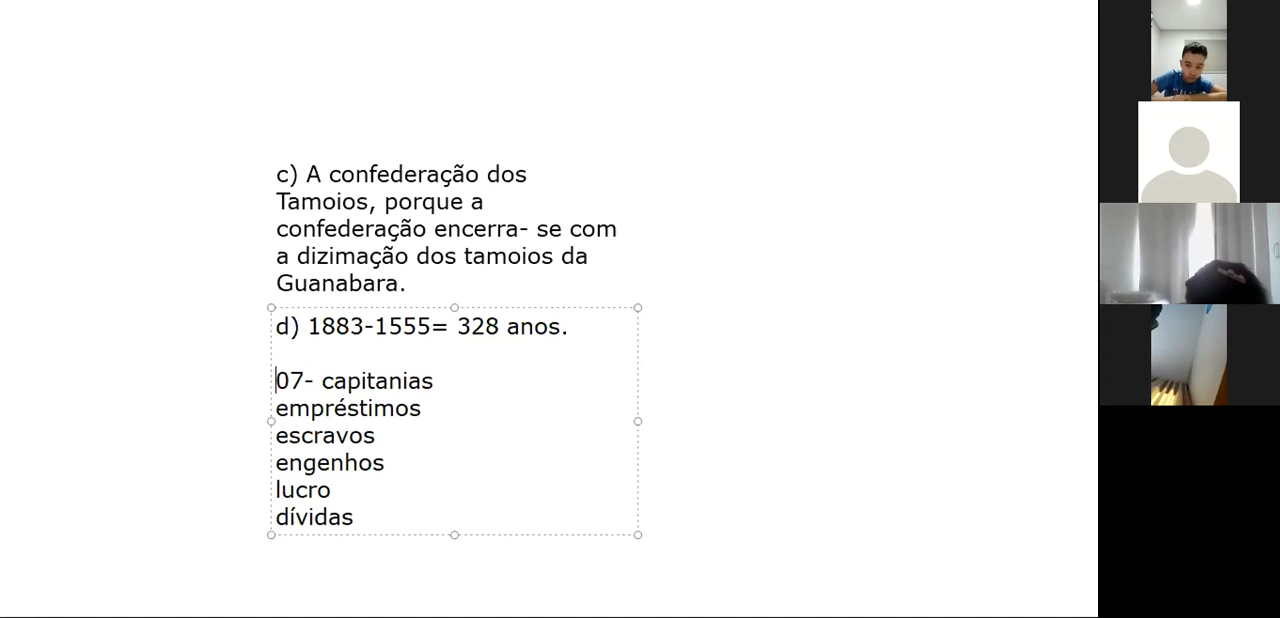 c) A confederação dos
Tamoios, porque a
confederação encerra- se com
a dizimação dos tamoios da
Guanabara.
d) 1883-1555= 328 anos.
07- capitanias
empréstimos
escravos
engenhos
lucro
dívidas